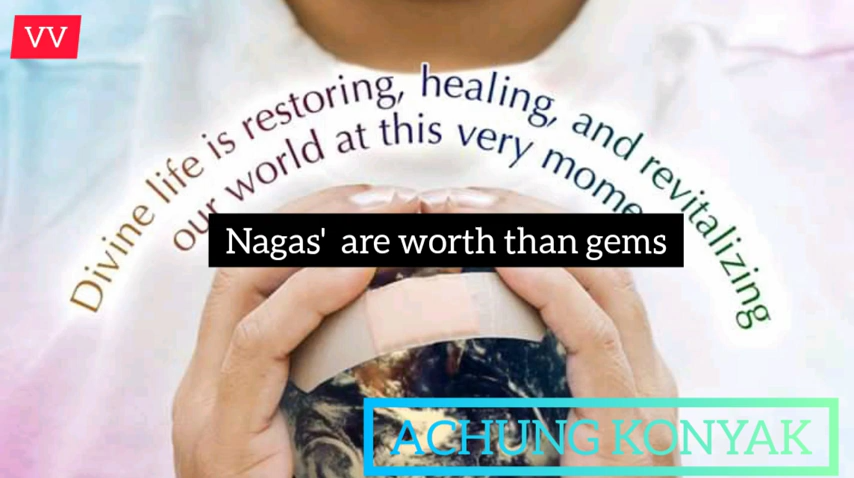 VV
Divine life is restoring, healing, and revitalizing
our world at this very
Nagas'  are worth than gems
ACHUNG KONYAK